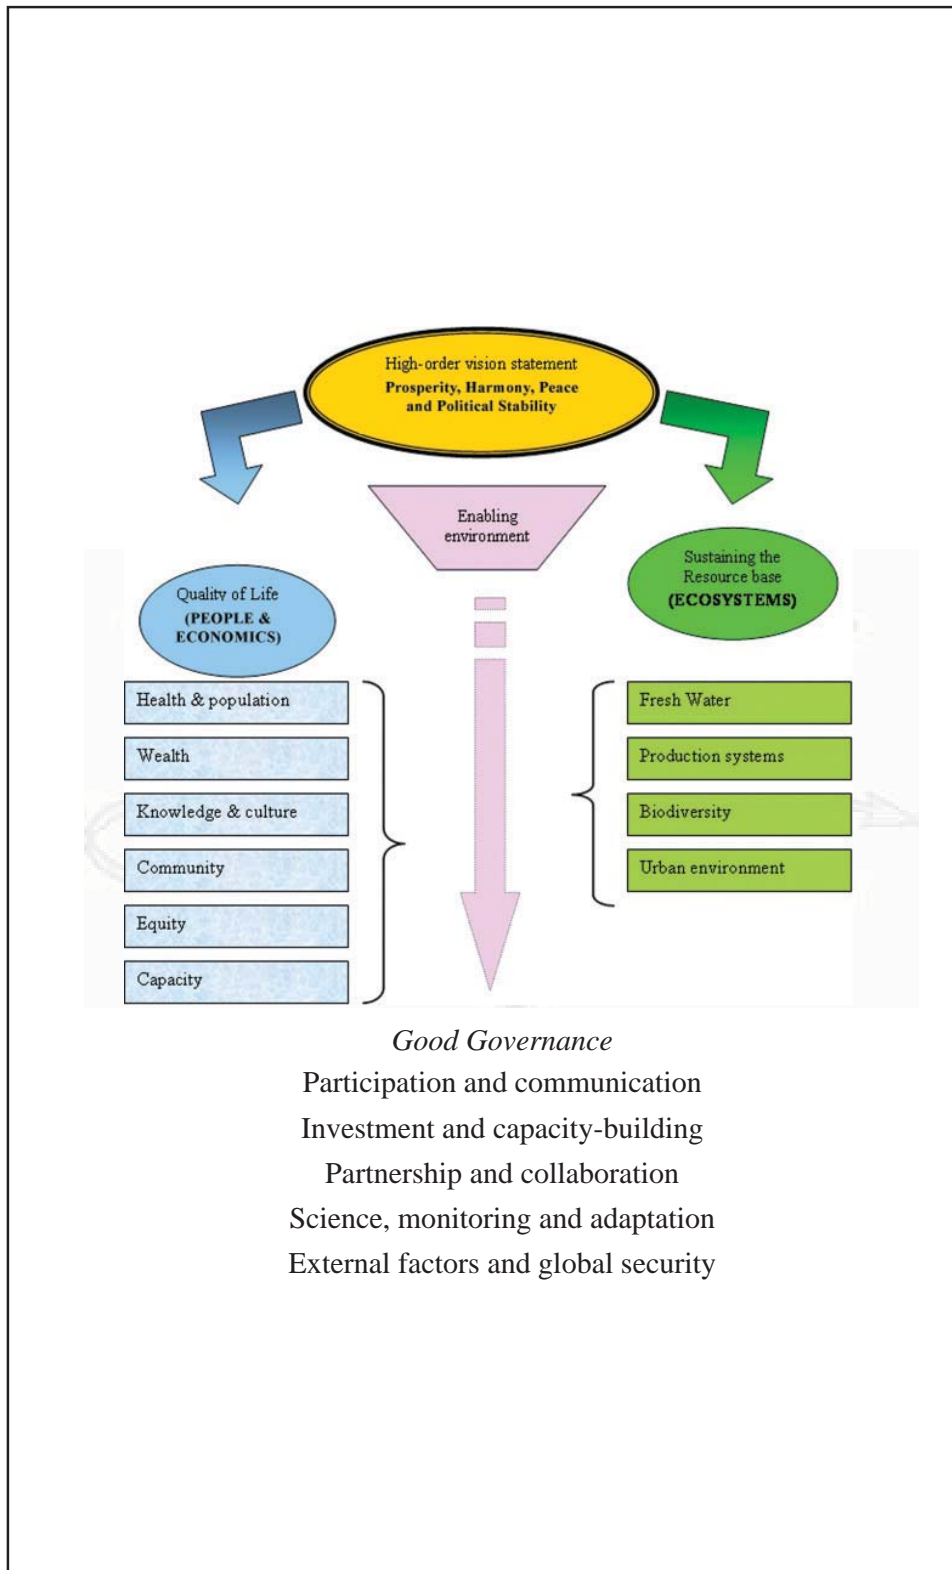 High-order vision statement
Prosperity, Harmony, Peace
and Political Stability
Enabling
environment
Quality of Life
(PEOPLE &
ECONOMICS)
Health & population
Wealth
Knowledge & culture
Community
Equity
Capacity
Sustaining the
Resource base
(ECOSYSTEMS)
Fresh Water
Production systems
Biodiversity
Urban environment
Good Governance
Participation and communication
Investment and capacity-building
Partnership and collaboration
Science, monitoring and adaptation
External factors and global security